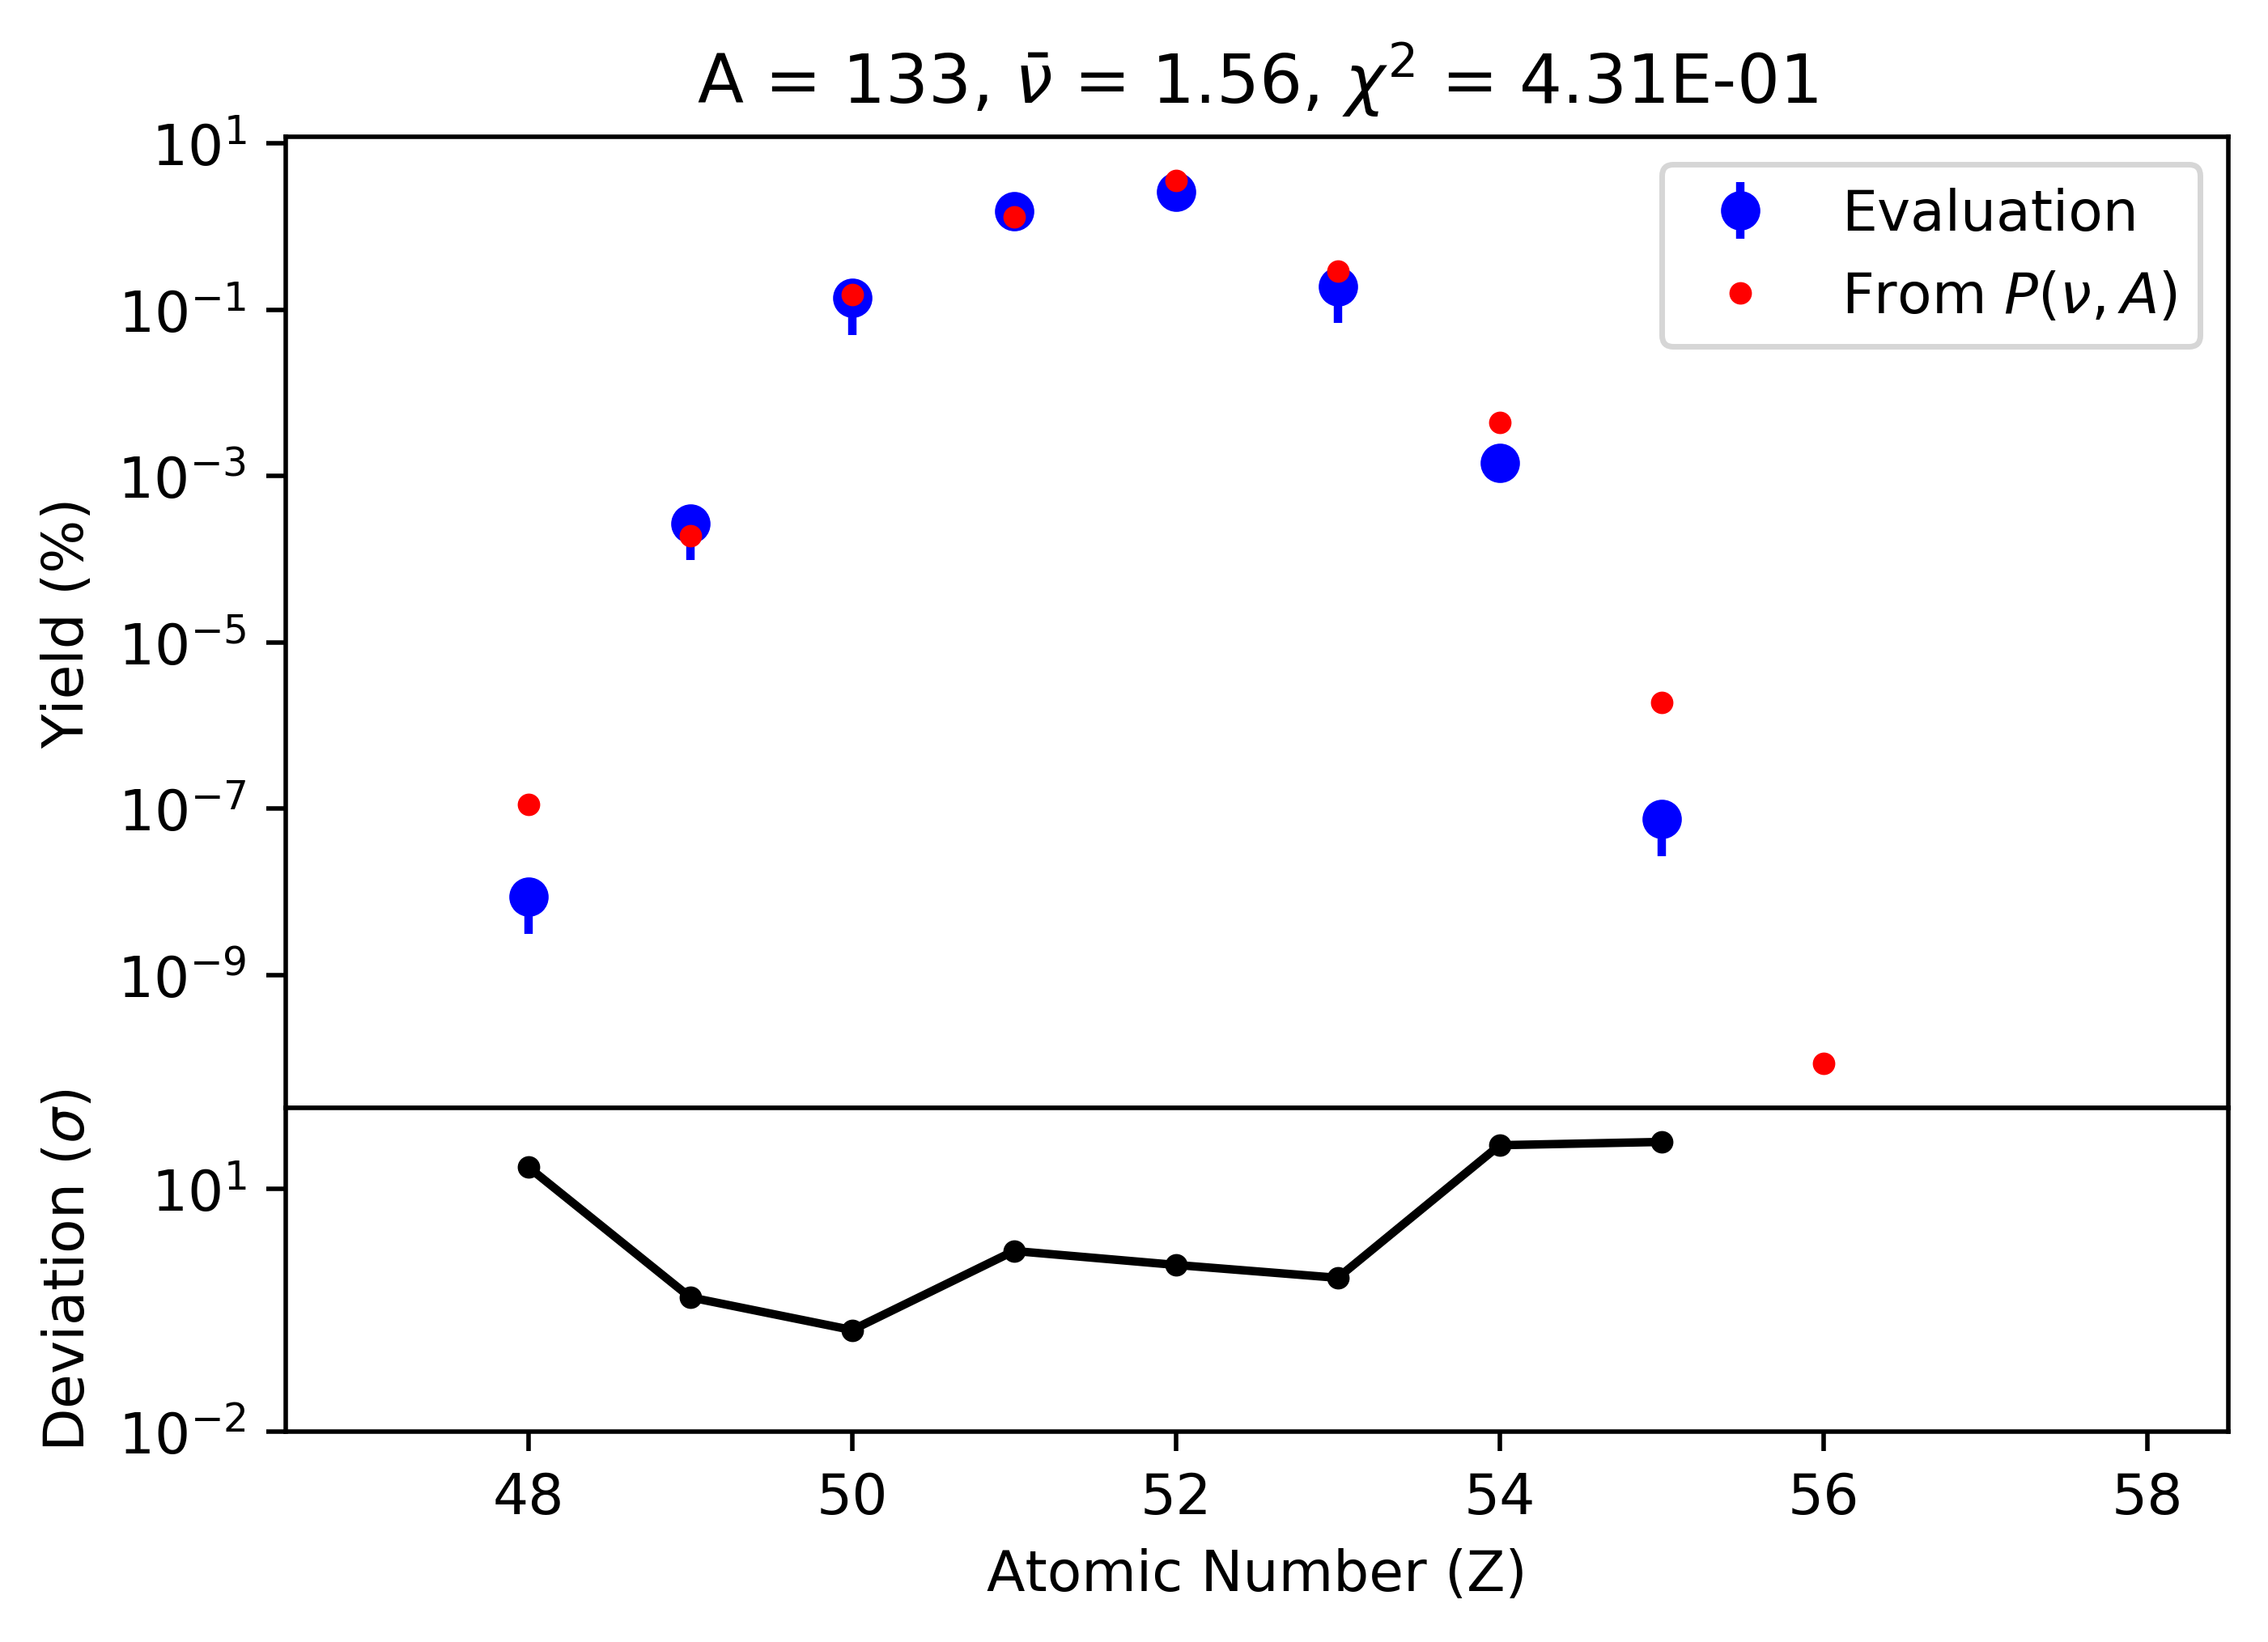 A = 133, ν̄ = 1.56, χ² = 4.31E-01
10¹
10⁻¹
10⁻³
10⁻⁵
10⁻⁷
10⁻⁹
Yield (%)
Evaluation
From P(ν, A)
10¹
10⁻²
Deviation (σ)
48 50 52 54 56 58
Atomic Number (Z)